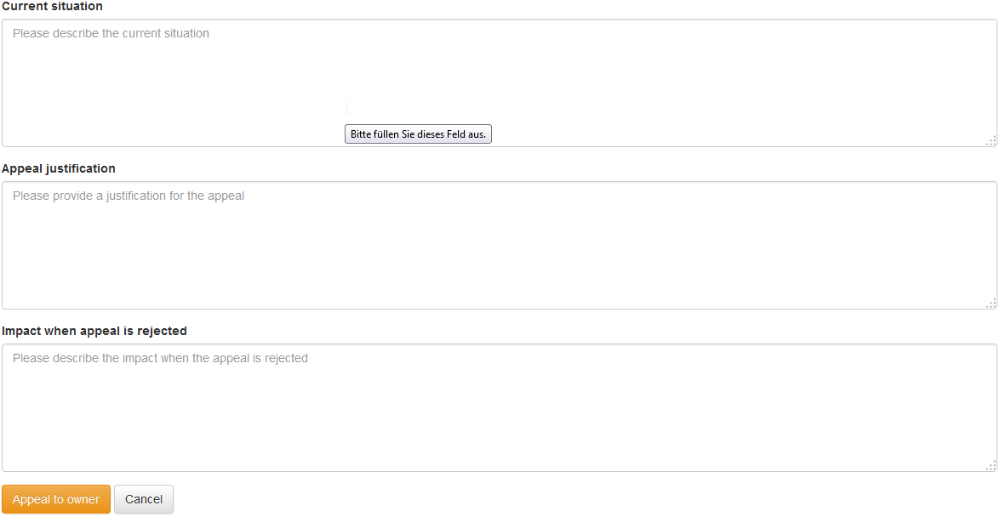 Current situation
Please describe the current situation
Bitte füllen Sie dieses Feld aus.
Appeal justification
Please provide a justification for the appeal
Impact when appeal is rejected
Please describe the impact when the appeal is rejected
Appeal to owner Cancel